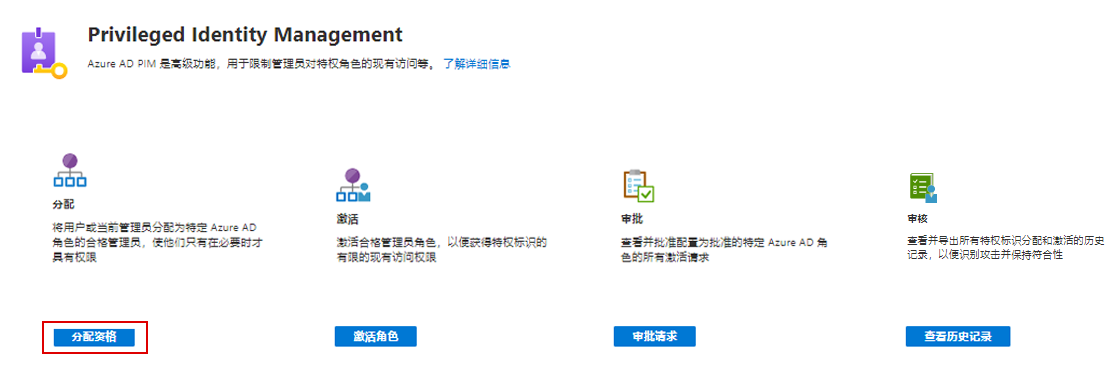 Privileged Identity Management
Azure AD PIM 是高级功能，用于限制管理员对特权角色的现有访问等。 了解详细信息
分配
将用户或当前管理员分配为特定 Azure AD
角色的合格管理员，使他们只有在必要时才
具有权限
分配资格
激活
激活合格管理员角色，以便获得特权标识的
有限的现有访问权限
激活角色
审批
查看并批准配置为批准的特定 Azure AD 角
色的所有激活请求
审批请求
审核
查看并导出所有特权标识分配和激活的历史
记录，以便识别攻击并保持符合性
查看历史记录